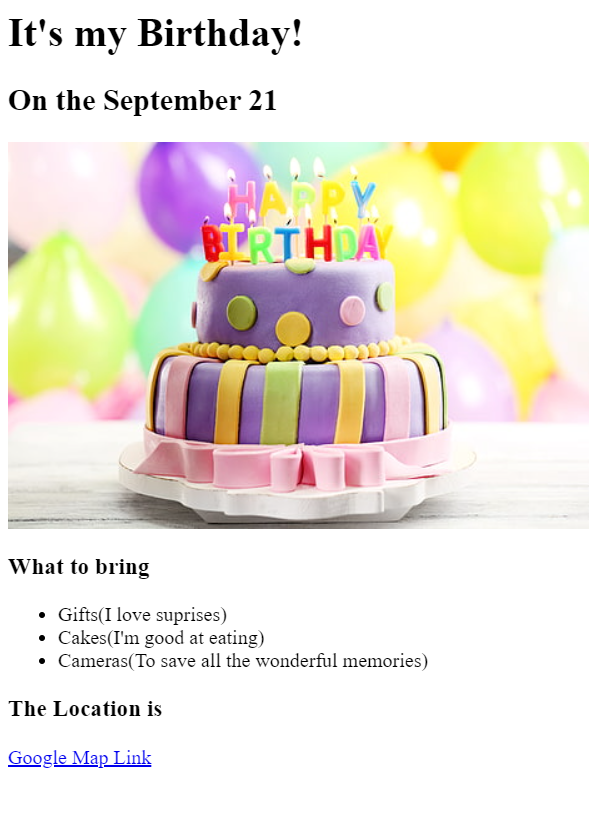 It's my Birthday!
On the September 21
HAPPY
BIRTHDAY
What to bring
Gifts(I love suprises)
Cakes(I'm good at eating)
Cameras(To save all the wonderful memories)
The Location is
Google Map Link